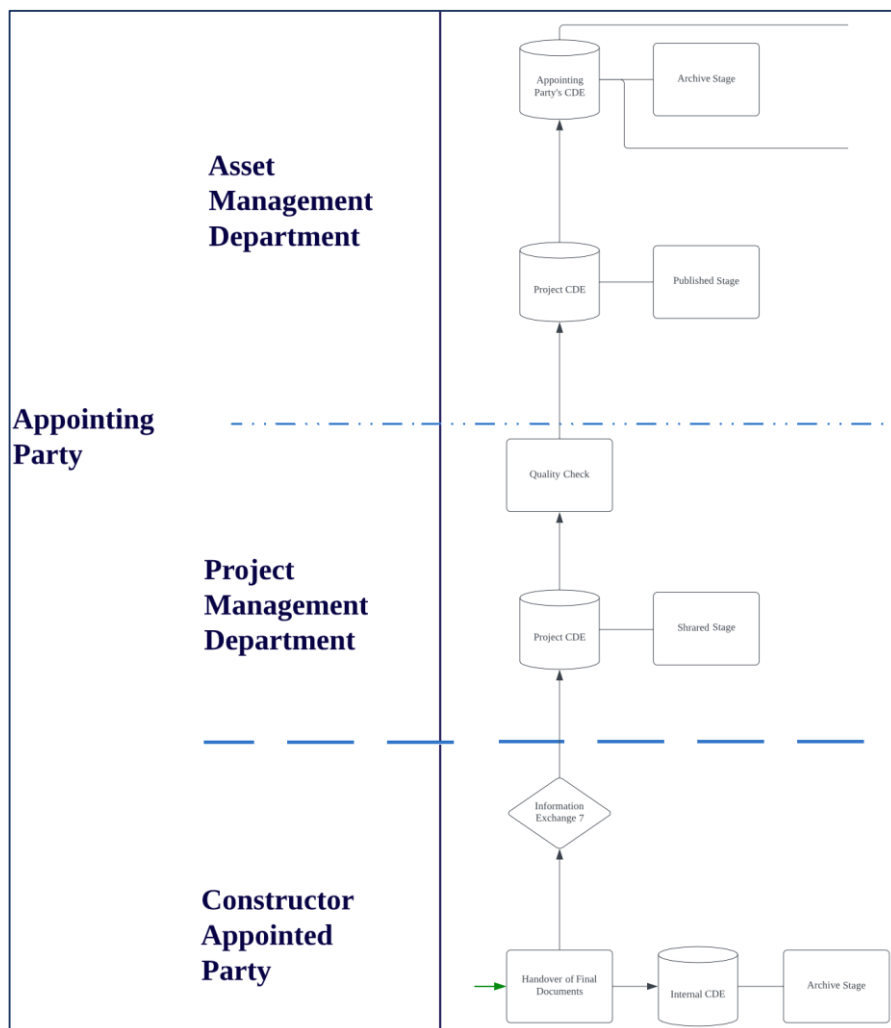 Appointing
Party's CDE
Archive Stage
Asset
Management
Department
Project CDE
Published Stage
Appointing
Party
Quality Check
Project
Management
Department
Project CDE
Shrared Stage
Information
Exchange 7
Constructor
Appointed
Party
Handover of Final
Documents
Internal CDE
Archive Stage